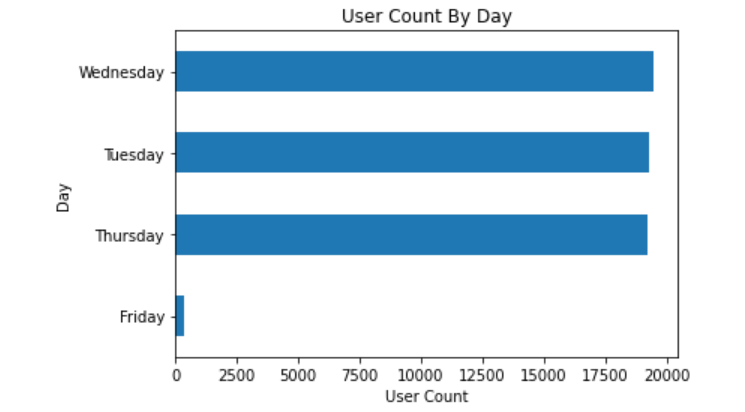 User Count By Day
Wednesday
Tuesday
Thursday
Friday
Day
0 2500 5000 7500 10000 12500 15000 17500 20000
User Count